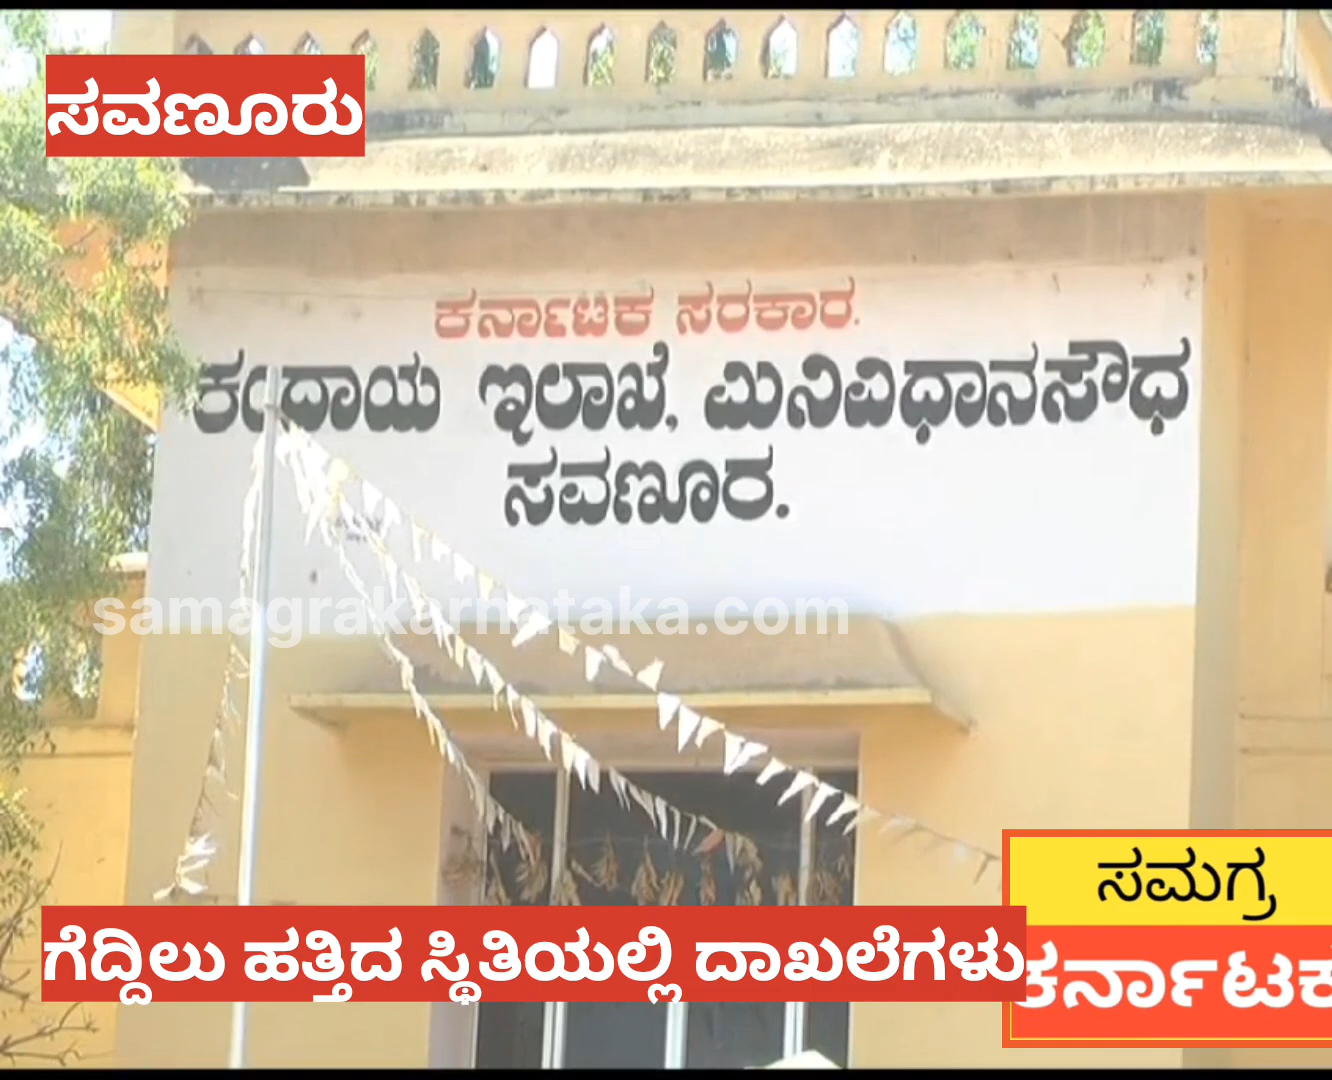 ಸವಣೂರು
ಕರ್ನಾಟಕ ಸರಕಾರ.
ಕಂದಾಯ ಇಲಾಖೆ, ಮಿನಿವಿಧಾನಸೌಧ
ಸವಣೂರ.
samagrakarnataka.com
ಸಮಗ್ರ
ಗೆದ್ದಿಲು ಹತ್ತಿದ ಸ್ಥಿತಿಯಲ್ಲಿ ದಾಖಲೆಗಳು
ಕರ್ನಾಟಕ